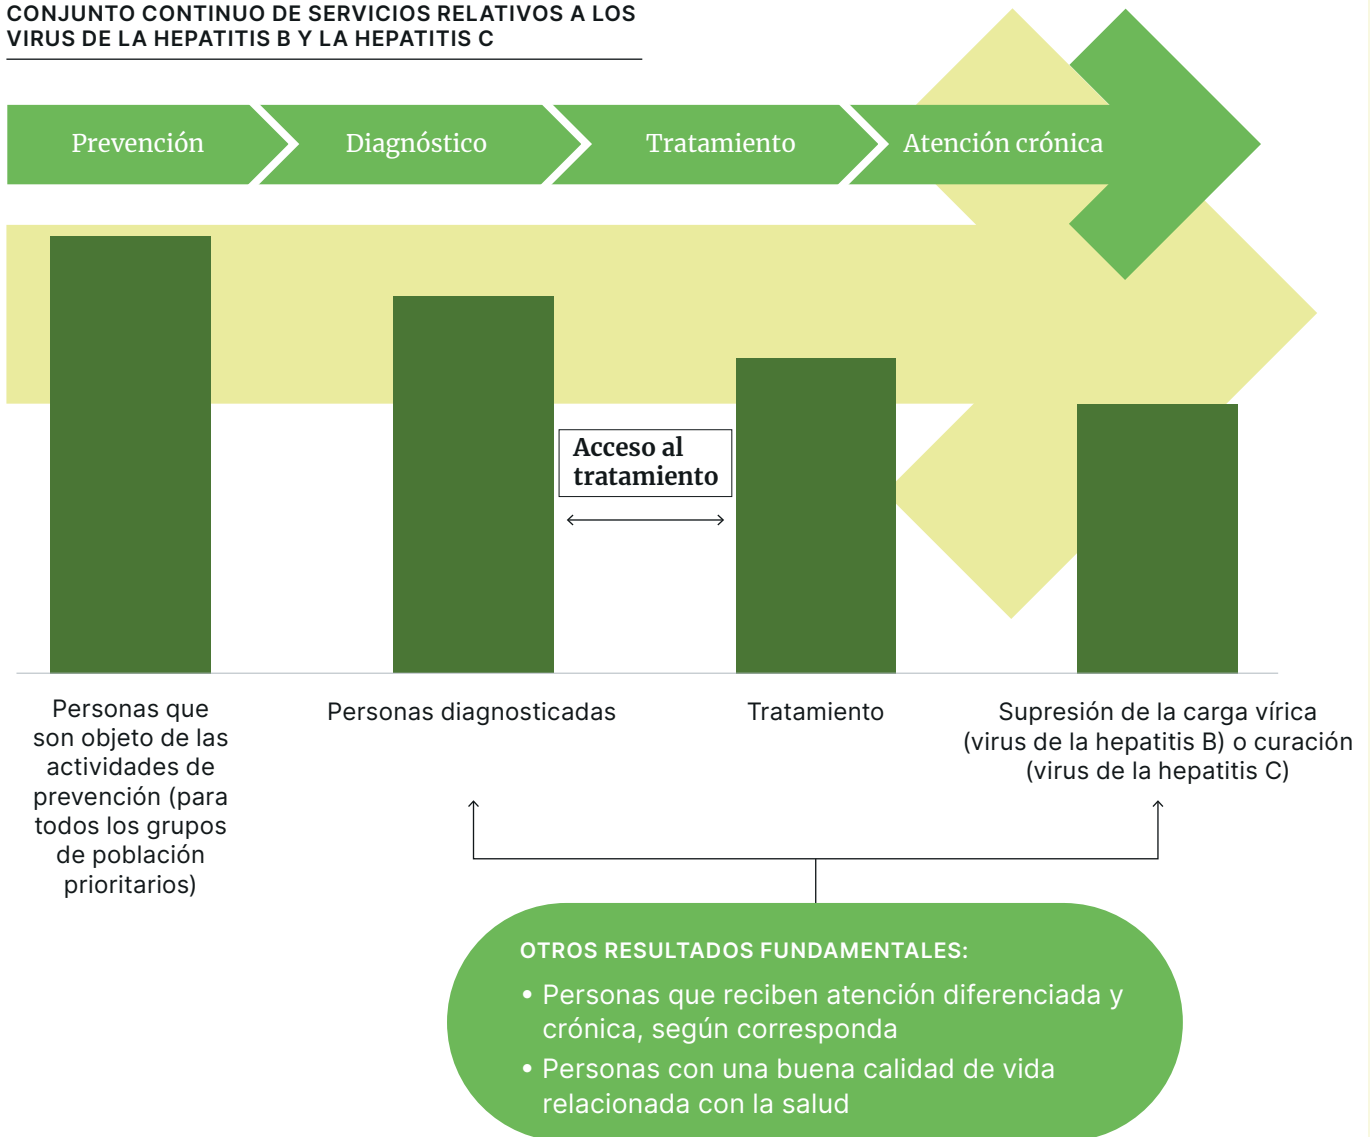 CONJUNTO CONTINUO DE SERVICIOS RELATIVOS A LOS
VIRUS DE LA HEPATITIS B Y LA HEPATITIS C
Prevención
Diagnóstico
Tratamiento
Atención crónica
Acceso al
tratamiento
Personas que
son objeto de las
actividades de
prevención (para
todos los grupos
de población
prioritarios)
Personas diagnosticadas
Tratamiento
Supresión de la carga vírica
(virus de la hepatitis B) o curación
(virus de la hepatitis C)
OTROS RESULTADOS FUNDAMENTALES:
• Personas que reciben atención diferenciada y
crónica, según corresponda
• Personas con una buena calidad de vida
relacionada con la salud